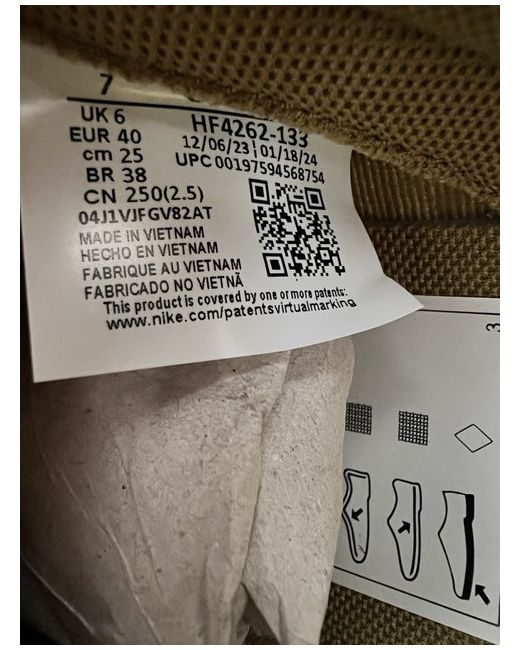 7
UK 6
EUR 40
cm 25
BR 38
CN 250(2.5)
04J1VJFGV82AT
HF4262-133
12/06/23 | 01/18/24
UPC 00197594568754
MADE IN VIETNAM
HECHO EN VIETNAM
FABRIQUE AU VIETNAM
FABRICADO NO VIETNÃ
This product is covered by one or more patents:
www.nike.com/patentsvirtualmarking
3